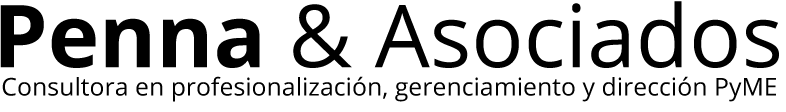 Penna & Asociados
Consultora en profesionalización, gerenciamiento y dirección PyME